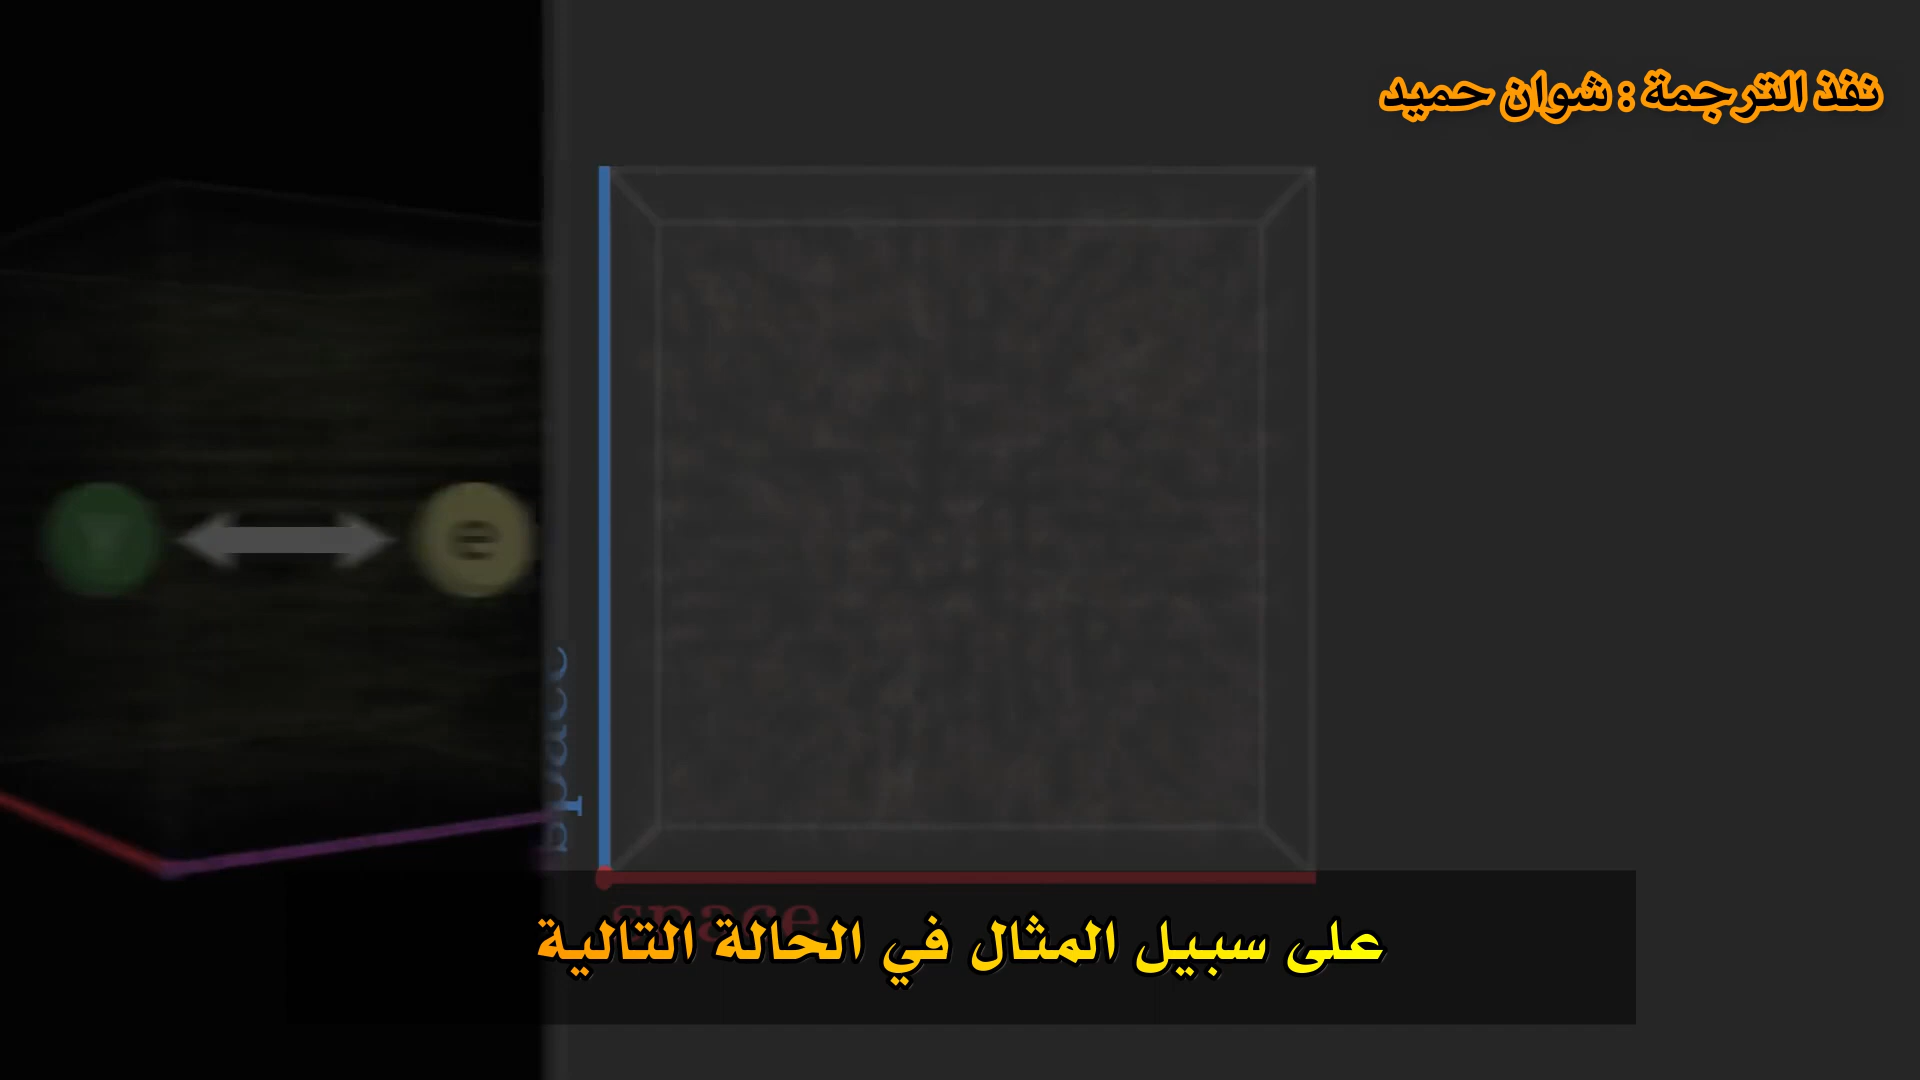 نفذ الترجمة : شوان حميد
space
space
على سبيل المثال في الحالة التالية